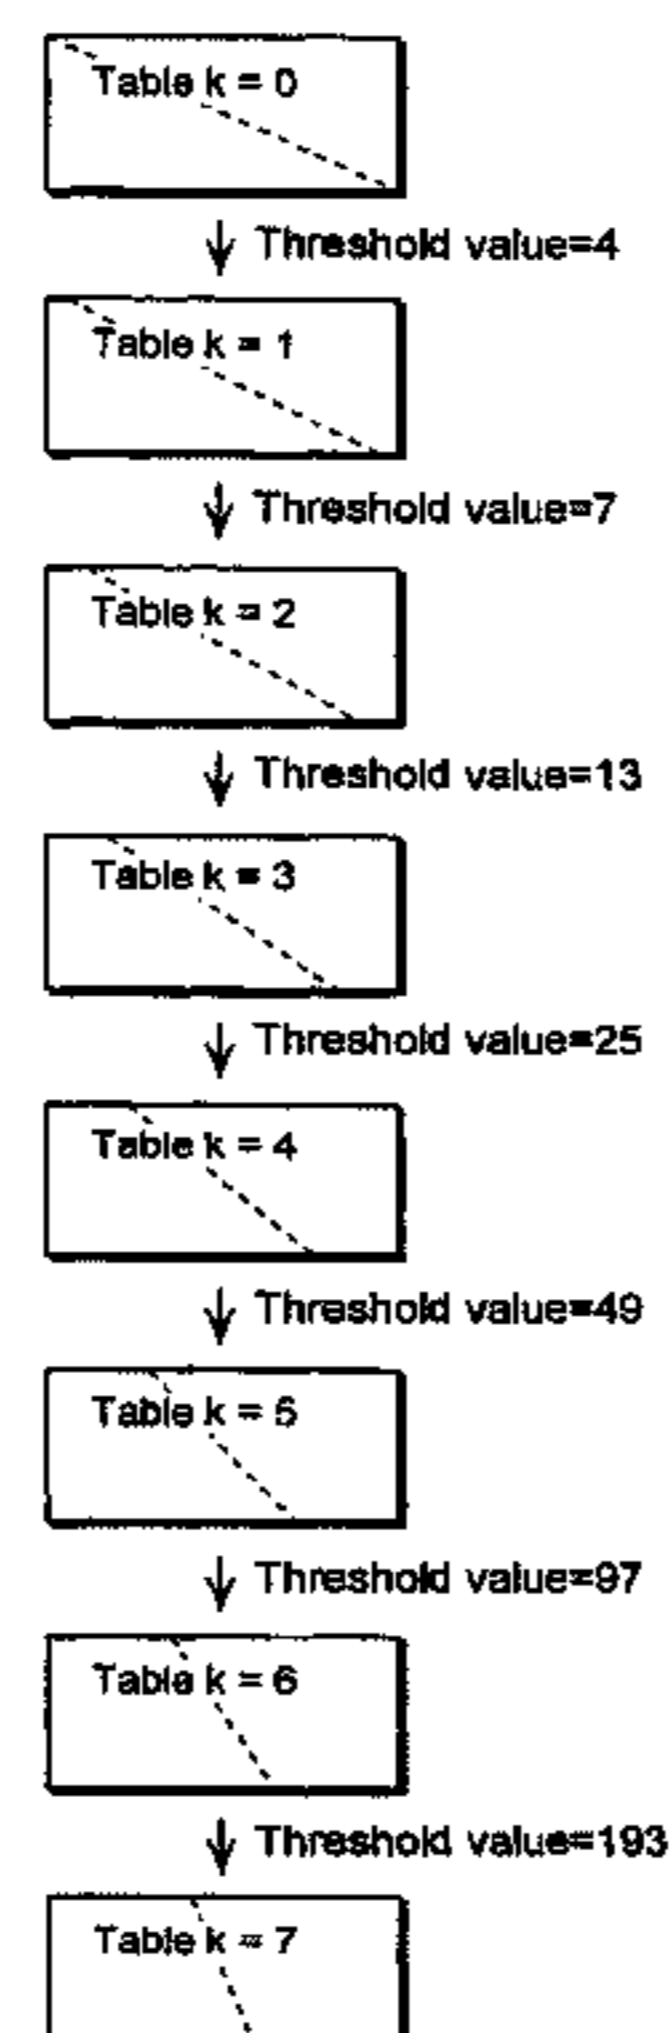 Table k = 0
Threshold value=4
Table k = 1
Threshold value=7
Table k = 2
Threshold value=13
Table k = 3
Threshold value=25
Table k = 4
Threshold value=49
Table k = 5
Threshold value=97
Table k = 6
Threshold value=193
Table k = 7